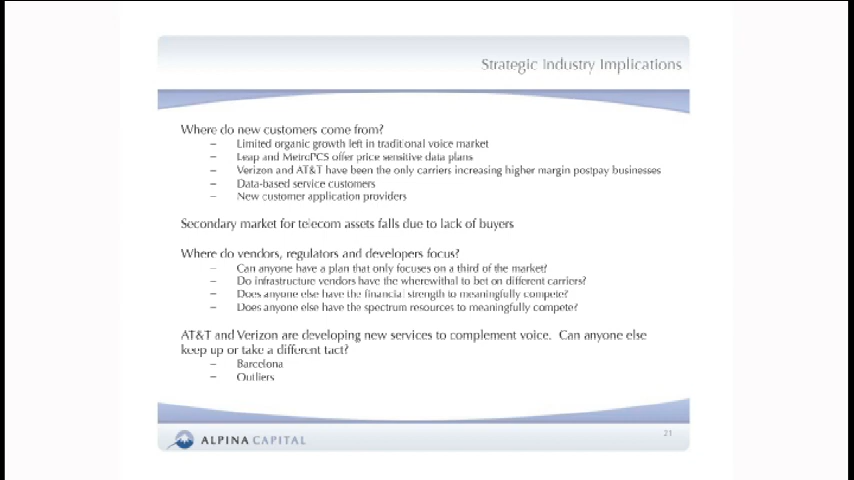 Strategic Industry Implications
Where do new customers come from?
– Limited organic growth left in traditional voice market
– Leap and MetroPCS offer price sensitive data plans
– Verizon and AT&T have been the only carriers increasing higher margin postpay businesses
– Data-based service customers
– New customer application providers
Secondary market for telecom assets falls due to lack of buyers
Where do vendors, regulators and developers focus?
– Can anyone have a plan that only focuses on a third of the market?
– Do infrastructure vendors have the wherewithal to bet on different carriers?
– Does anyone else have the financial strength to meaningfully compete?
– Does anyone else have the spectrum resources to meaningfully compete?
AT&T and Verizon are developing new services to complement voice. Can anyone else
keep up or take a different tact?
– Barcelona
– Outliers
ALPINA CAPITAL
21